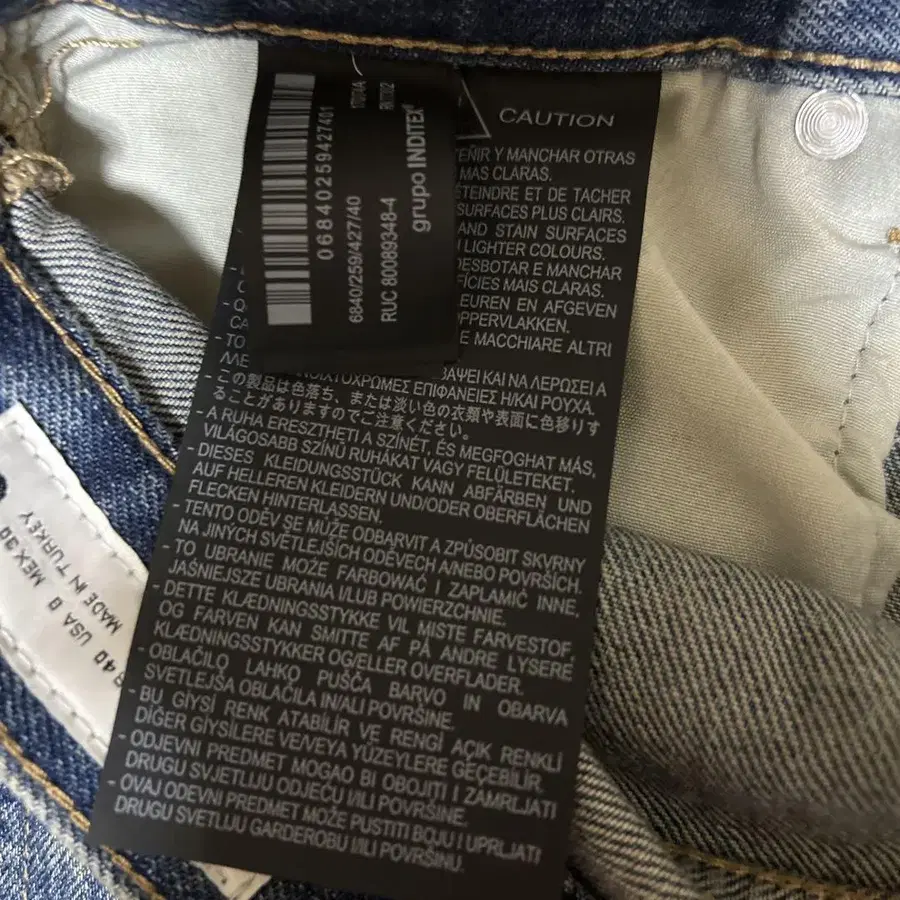 06840259427401
6840/259/427/40
RUC 80089348-4
grupo INDITEX®
CAUTION
TEÑIR Y MANCHAR OTRAS
MAS CLARAS.
ÉTEINDRE ET DE TACHER
SURFACES PLUS CLAIRS.
AND STAIN SURFACES
LIGHTER COLOURS.
DESBOTAR E MANCHAR
FÍCIES MAIS CLARAS.
EUREN EN AFGEVEN
PPERVLAKKEN.
E MACCHIARE ALTRI
ΒΑΨΕΙ ΚΑΙ ΝΑ ΛΕΡΩΣΕΙ Α
ΑΝΟΙΧΤΟΧΡΩΜΕΣ ΕΠΙΦΑΝΕΙΕΣ Η/ΚΑΙ ΡΟΥΧΑ.
この製品は色落ち、または淡い色の衣類や表面に色移りす
ることがありますのでご注意ください。
- A RUHA ERESZTHETI A SZÍNÉT, ÉS MEGFOGHAT MÁS,
VILÁGOSABB SZÍNŰ RUHÁKAT VAGY FELÜLETEKET.
- DIESES KLEIDUNGSSTÜCK KANN ABFÄRBEN UND
AUF HELLEREN KLEIDERN UND/ODER OBERFLÄCHEN
FLECKEN HINTERLASSEN.
- TENTO ODĚV SE MŮŽE ODBARVIT A ZPŮSOBIT SKVRNY
NA JINÝCH SVĚTLEJŠÍCH ODĚVECH A/NEBO POVRŠÍCH.
- TO UBRANIE MOŻE FARBOWAĆ I ZAPLAMIĆ INNE,
JAŚNIEJSZE UBRANIA I/LUB POWIERZCHNIE.
- DETTE KLÆDNINGSSTYKKE VIL MISTE FARVESTOF,
OG FARVEN KAN SMITTE AF PÅ ANDRE LYSERE
KLÆDNINGSSTYKKER OG/ELLER OVERFLADER.
- OBLAČILO LAHKO PUŠČA BARVO IN OBARVA
SVETLEJŠA OBLAČILA IN/ALI POVRŠINE.
- BU GİYSİ RENK ATABİLİR VE RENGİ AÇIK RENKLİ
DİĞER GİYSİLERE VE/VEYA YÜZEYLERE GEÇEBİLİR.
- ODJEVNI PREDMET MOGAO BI OBOJITI I ZAMRLJATI
DRUGU SVJETLIJU ODJEĆU I/ILI POVRŠINE.
- OVAJ ODEVNI PREDMET MOŽE PUSTITI BOJU I UPRLJATI
DRUGU SVETLIJU GARDEROBU I/ILI POVRŠINU.
40 USA 0 MEX 30
MADE IN TURKEY